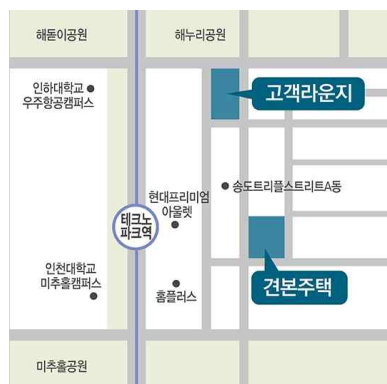 해돋이공원
해누리공원
인하대학교
우주항공캠퍼스
고객라운지
현대프리미엄
아울렛
송도트리플스트리트A동
테크노
파크역
인천대학교
미추홀캠퍼스
홈플러스
견본주택
미추홀공원